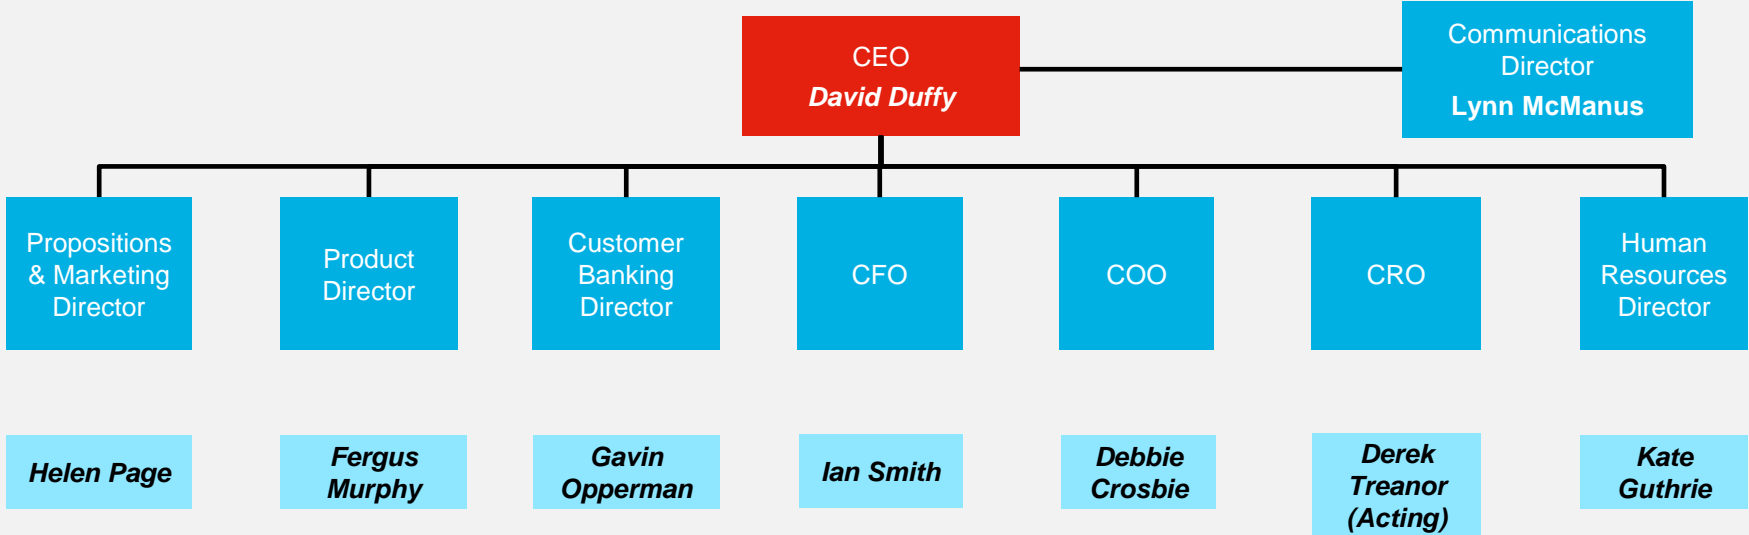 CEO
David Duffy
Communications
Director
Lynn McManus
Propositions
& Marketing
Director
Product
Director
Customer
Banking
Director
CFO
COO
CRO
Human
Resources
Director
Helen Page
Fergus
Murphy
Gavin
Opperman
Ian Smith
Debbie
Crosbie
Derek
Treanor
(Acting)
Kate
Guthrie